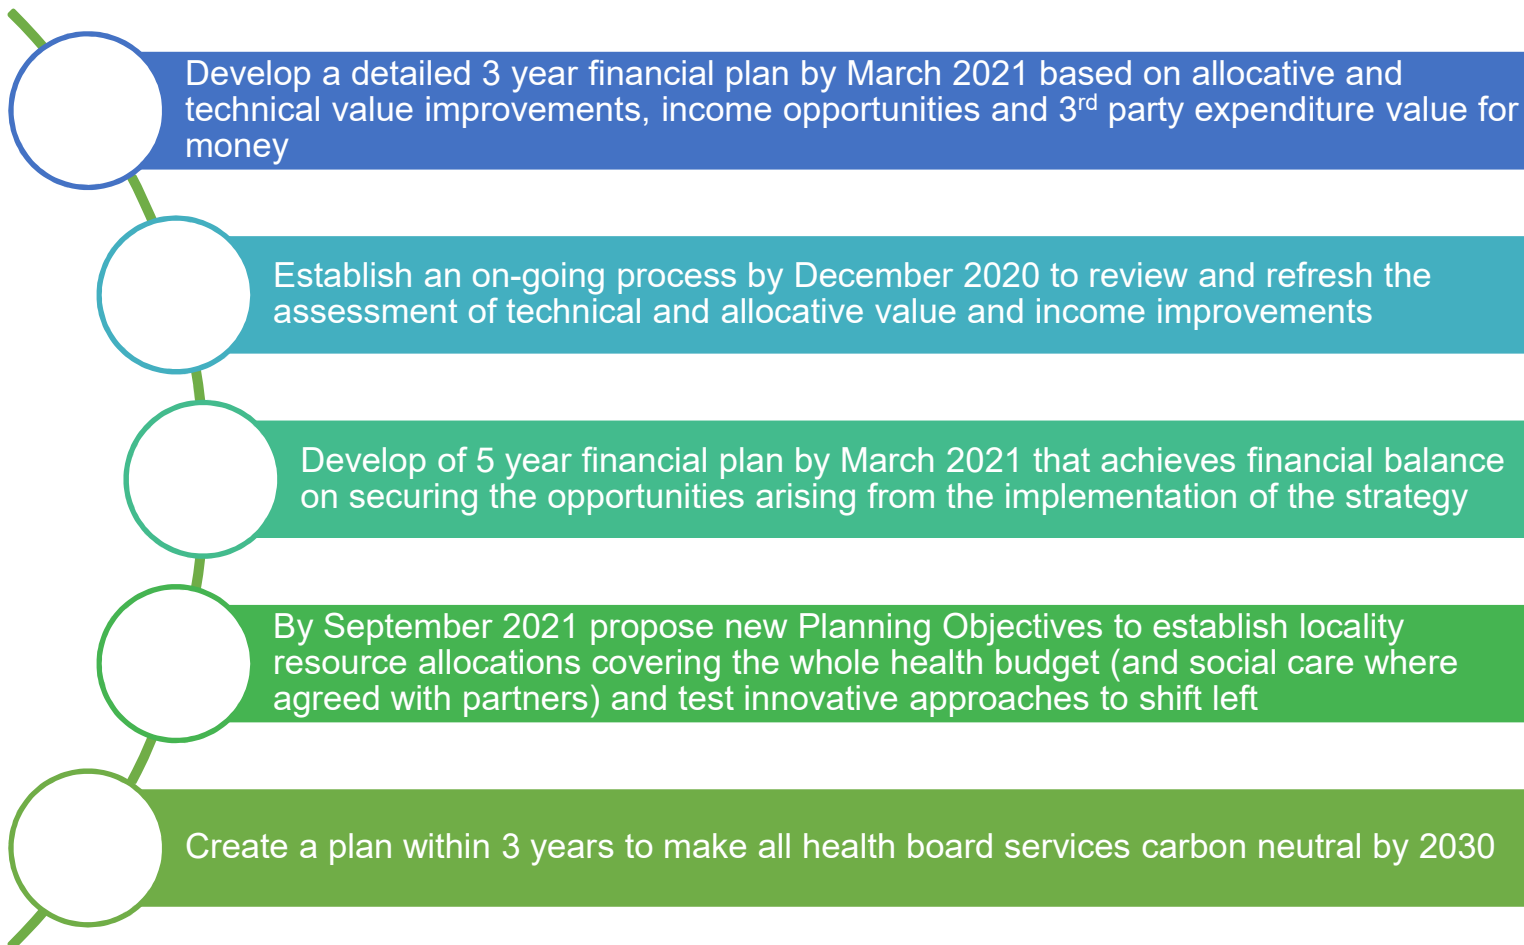 Develop a detailed 3 year financial plan by March 2021 based on allocative and
technical value improvements, income opportunities and 3rd party expenditure value for
money
Establish an on-going process by December 2020 to review and refresh the
assessment of technical and allocative value and income improvements
Develop of 5 year financial plan by March 2021 that achieves financial balance
on securing the opportunities arising from the implementation of the strategy
By September 2021 propose new Planning Objectives to establish locality
resource allocations covering the whole health budget (and social care where
agreed with partners) and test innovative approaches to shift left
Create a plan within 3 years to make all health board services carbon neutral by 2030